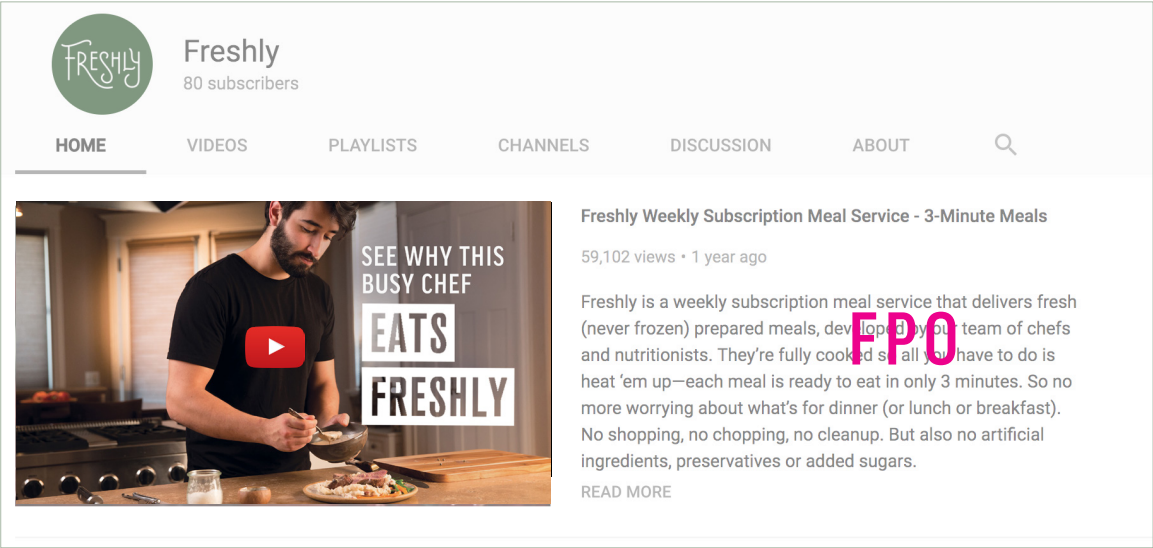 FRESHLY
Freshly
80 subscribers
HOME VIDEOS PLAYLISTS CHANNELS DISCUSSION ABOUT
SEE WHY THIS
BUSY CHEF
EATS
FRESHLY
Freshly Weekly Subscription Meal Service - 3-Minute Meals
59,102 views • 1 year ago
Freshly is a weekly subscription meal service that delivers fresh
(never frozen) prepared meals, developed by our team of chefs
and nutritionists. They’re fully cooked so all you have to do is
heat ‘em up—each meal is ready to eat in only 3 minutes. So no
more worrying about what’s for dinner (or lunch or breakfast).
No shopping, no chopping, no cleanup. But also no artificial
ingredients, preservatives or added sugars.
READ MORE
FPO